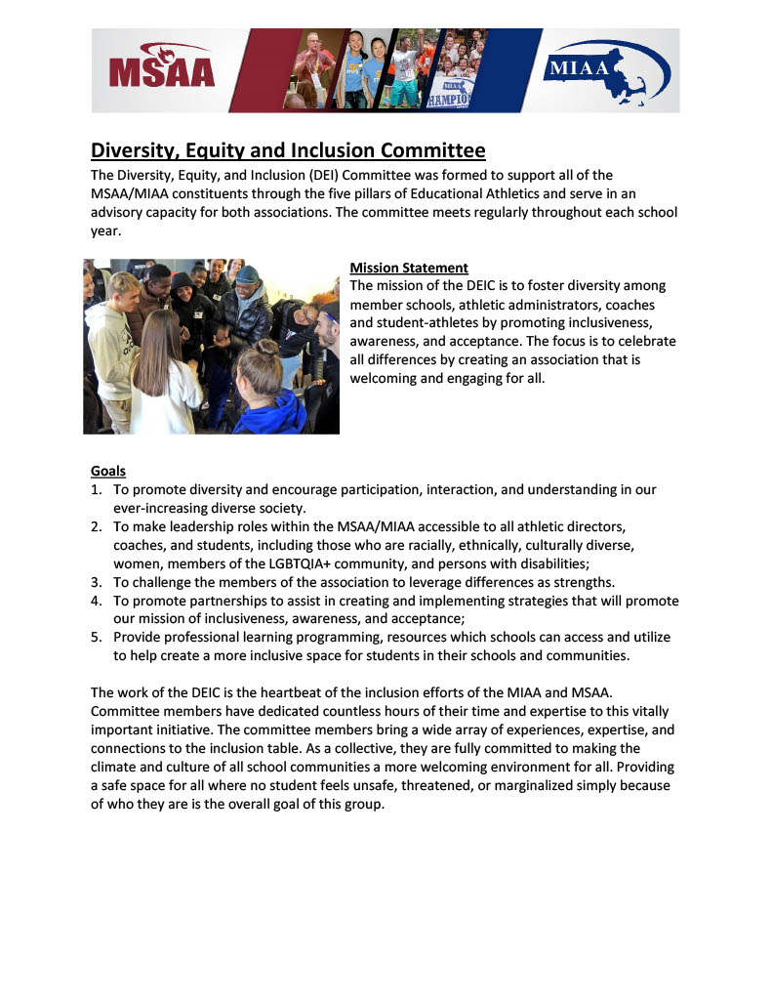 MSAA
MIAA
CHAMPIO
Diversity, Equity and Inclusion Committee
The Diversity, Equity, and Inclusion (DEI) Committee was formed to support all of the
MSAA/MIAA constituents through the five pillars of Educational Athletics and serve in an
advisory capacity for both associations. The committee meets regularly throughout each school
year.
Mission Statement
The mission of the DEIC is to foster diversity among
member schools, athletic administrators, coaches
and student-athletes by promoting inclusiveness,
awareness, and acceptance. The focus is to celebrate
all differences by creating an association that is
welcoming and engaging for all.
Goals
1. To promote diversity and encourage participation, interaction, and understanding in our
ever-increasing diverse society.
2. To make leadership roles within the MSAA/MIAA accessible to all athletic directors,
coaches, and students, including those who are racially, ethnically, culturally diverse,
women, members of the LGBTQIA+ community, and persons with disabilities;
3. To challenge the members of the association to leverage differences as strengths.
4. To promote partnerships to assist in creating and implementing strategies that will promote
our mission of inclusiveness, awareness, and acceptance;
5. Provide professional learning programming, resources which schools can access and utilize
to help create a more inclusive space for students in their schools and communities.
The work of the DEIC is the heartbeat of the inclusion efforts of the MIAA and MSAA.
Committee members have dedicated countless hours of their time and expertise to this vitally
important initiative. The committee members bring a wide array of experiences, expertise, and
connections to the inclusion table. As a collective, they are fully committed to making the
climate and culture of all school communities a more welcoming environment for all. Providing
a safe space for all where no student feels unsafe, threatened, or marginalized simply because
of who they are is the overall goal of this group.